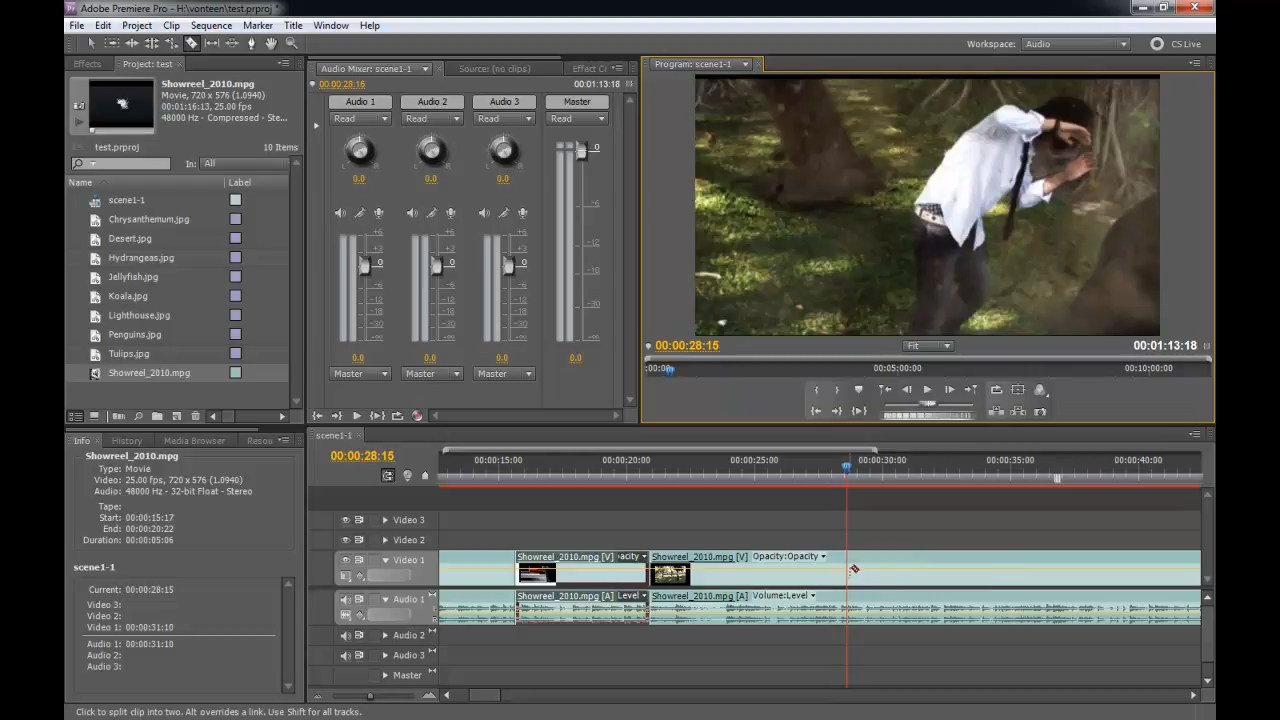 Adobe Premiere Pro - H:\vonteen\test.prproj *
File Edit Project Clip Sequence Marker Title Window Help
Workspace: Audio CS Live
Effects Project: test
Showreel_2010.mpg
Movie, 720 x 576 (1.0940)
00:01:16:13, 25.00 fps
48000 Hz - Compressed - Ste...
test.prproj 10 Items
In: All
Name Label
scene1-1
Chrysanthemum.jpg
Desert.jpg
Hydrangeas.jpg
Jellyfish.jpg
Koala.jpg
Lighthouse.jpg
Penguins.jpg
Tulips.jpg
Showreel_2010.mpg
Audio Mixer: scene1-1 Source: (no clips) Effect Co
00:00:28:16 00:01:13:18
Audio 1 Audio 2 Audio 3 Master
Read Read Read Read
L R L R L R
0.0 0.0 0.0
0.0 0.0 0.0 0.0
Master Master Master
Program: scene1-1
00:00:28:15 Fit 00:01:13:18
;00:00 00:05:00:00 00:10:00:00
Info History Media Browser Resou
Showreel_2010.mpg
Type: Movie
Video: 25.00 fps, 720 x 576 (1.0940)
Audio: 48000 Hz - 32-bit Float - Stereo
Tape:
Start: 00:00:15:17
End: 00:00:20:22
Duration: 00:00:05:06
scene1-1
Current: 00:00:28:15
Video 3:
Video 2:
Video 1: 00:00:31:10
Audio 1: 00:00:31:10
Audio 2:
Audio 3:
scene1-1
00:00:28:15
00:00:15:00 00:00:20:00 00:00:25:00 00:00:30:00 00:00:35:00 00:00:40:00
Video 3
Video 2
Video 1 Showreel_2010.mpg [V] acity Showreel_2010.mpg [V] Opacity:Opacity
Audio 1 Showreel_2010.mpg [A] Level Showreel_2010.mpg [A] Volume:Level
Audio 2
Audio 3
Master
Click to split clip into two. Alt overrides a link. Use Shift for all tracks.